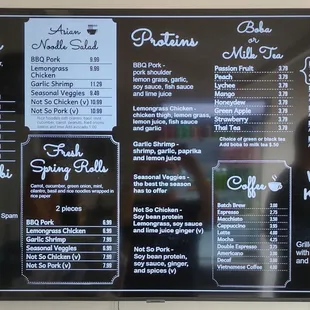 Asian
Noodle Salad
BBQ Pork 9.99
Lemongrass 9.99
Chicken
Garlic Shrimp 11.29
Seasonal Veggies 9.49
Not So Chicken (v) 10.99
Not So Pork (v) 10.99
Fresh
Spring Rolls
Carrot, cucumber, green onion, mint,
cilantro, basil and rice noodles wrapped in
rice paper
2 pieces
BBQ Pork 6.99
Lemongrass Chicken 6.99
Garlic Shrimp 7.99
Seasonal Veggies 6.99
Not So Chicken (v) 7.99
Not So Pork (v) 7.99
bi
Spam
Proteins
BBQ Pork -
pork shoulder
lemon grass, garlic,
soy sauce, fish sauce
and lime juice
Lemongrass Chicken -
chicken thigh, lemon grass,
lemon juice, fish sauce
and garlic
Garlic Shrimp -
shrimp, garlic, paprika
and lemon juice
Seasonal Veggies -
the best the season
has to offer
Not So Chicken -
Soy bean protein
Lemongrass, soy sauce
and lime juice ginger (v)
Not So Pork -
Soy bean protein,
soy sauce, ginger,
and spices (v)
Boba
or
Milk Tea
Passion Fruit 3.79
Peach 3.79
Lychee 3.79
Mango 3.79
Honeydew 3.79
Green Apple 3.79
Strawberry 3.79
Thai Tea 3.79
Choice of green or black tea
Add boba to milk tea $.50
Coffee
Batch Brew
Espresso
Macchiato
Cappuccino
Latte
Mocha
Double Espresso
Americano
Decaf
Vietnamese Coffee
Grille
with
and